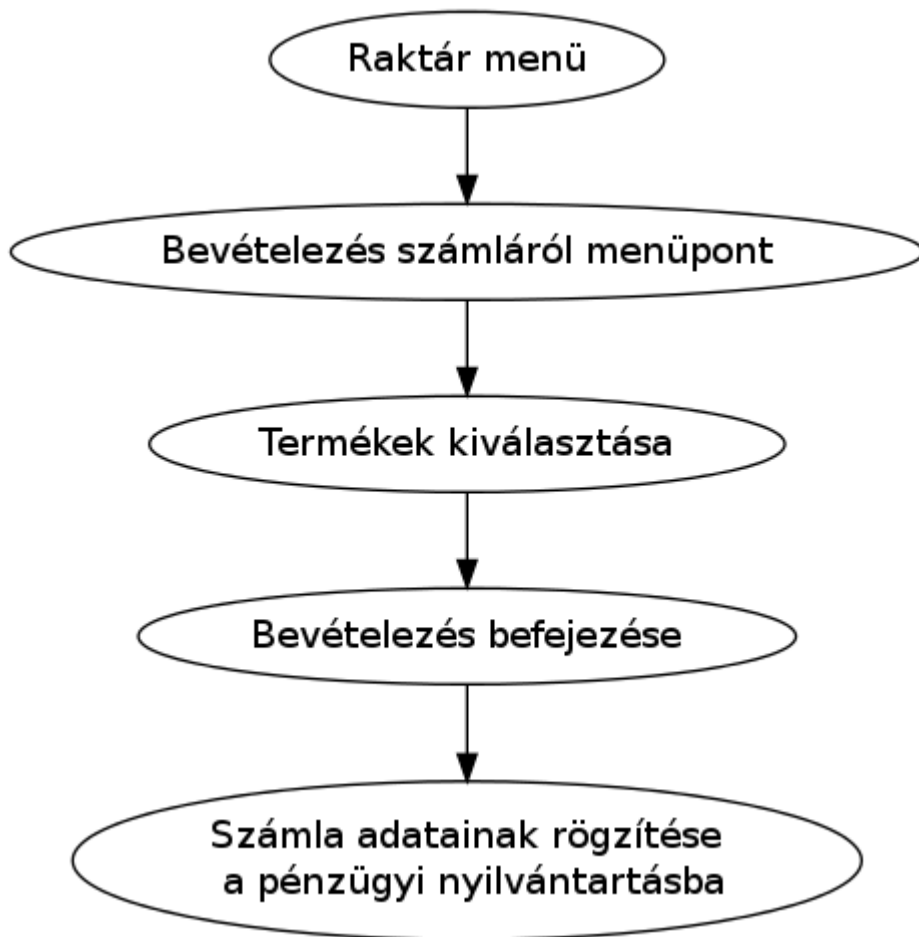 Raktár menü
Bevételezés számláról menüpont
Termékek kiválasztása
Bevételezés befejezése
Számla adatainak rögzítése
a pénzügyi nyilvántartásba